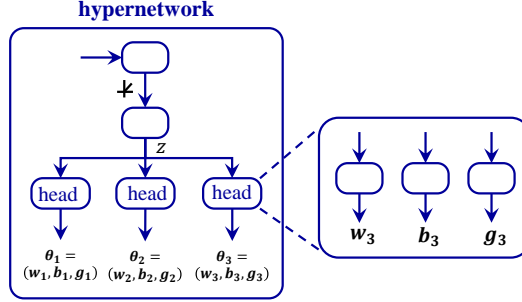 hypernetwork
z
head head head
w₃ b₃ g₃
θ₁ = θ₂ = θ₃ =
(w₁, b₁, g₁) (w₂, b₂, g₂) (w₃, b₃, g₃)